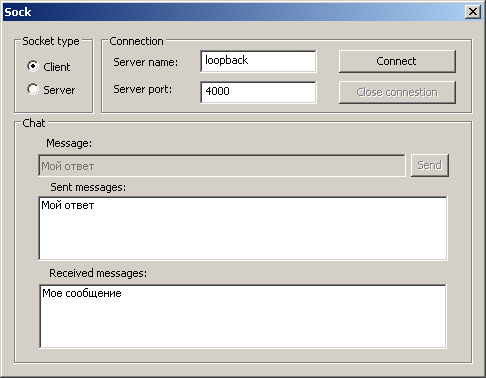 Sock
Socket type
Client
Server
Connection
Server name:
loopback
Connect
Server port:
4000
Close connestion
Chat
Message:
Мой ответ
Send
Sent messages:
Мой ответ
Received messages:
Мое сообщение